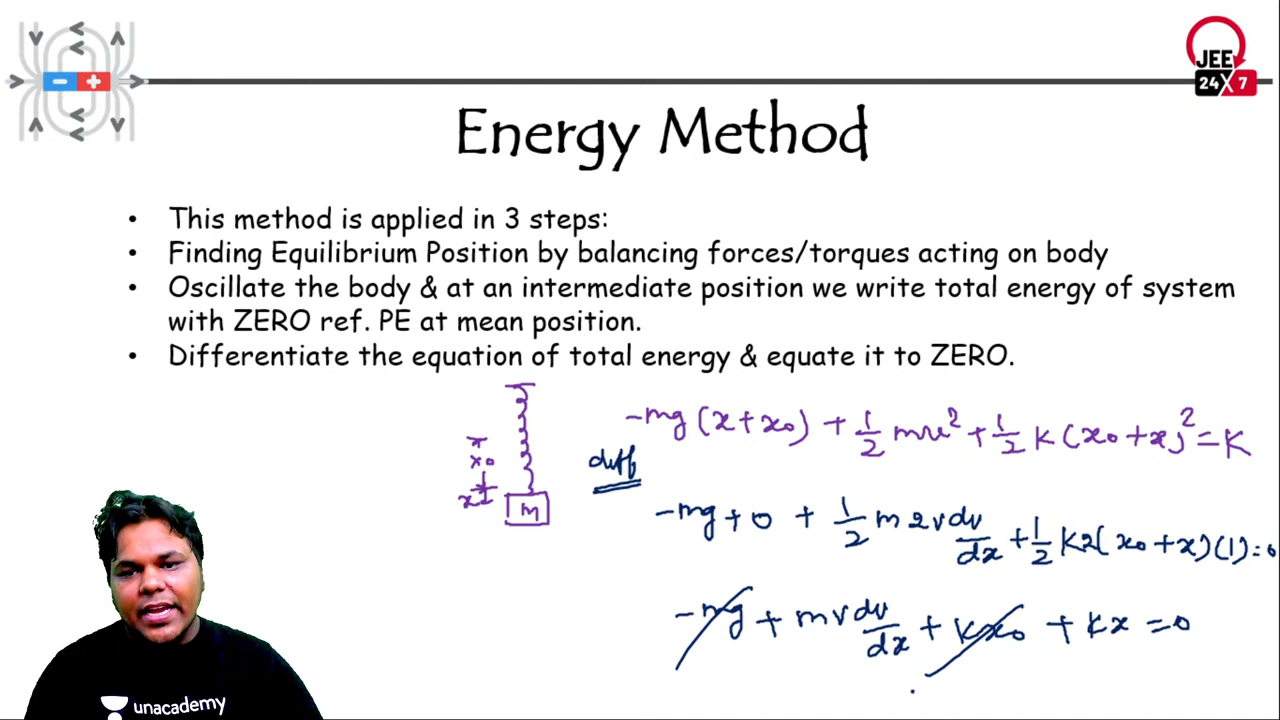 JEE
24X7
Energy Method
• This method is applied in 3 steps:
• Finding Equilibrium Position by balancing forces/torques acting on body
• Oscillate the body & at an intermediate position we write total energy of system
with ZERO ref. PE at mean position.
• Differentiate the equation of total energy & equate it to ZERO.
-mg(x+x₀) + 1/2 mv² + 1/2 K(x₀+x)² = K
x₀
x
M
diff
-mg + 0 + 1/2 m 2v dv/dx + 1/2 K2(x₀+x)(1) = 0
-mg + mv dv/dx + Kx₀ + Kx = 0
unacademy